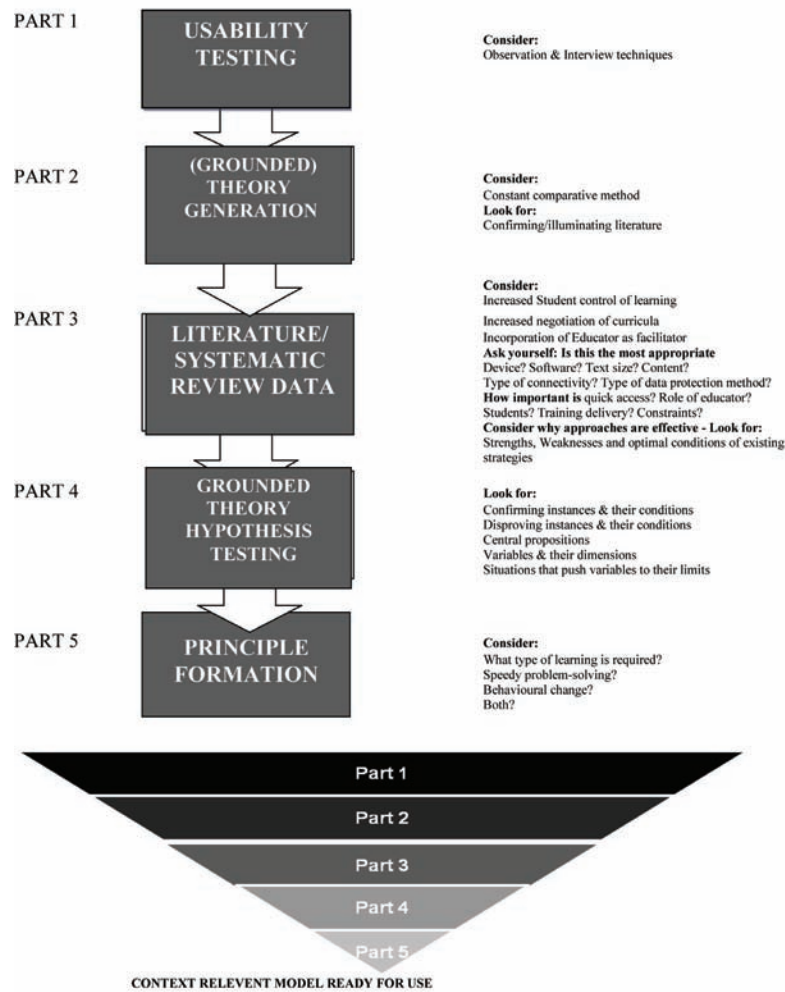 PART 1
USABILITY
TESTING
Consider:
Observation & Interview techniques
PART 2
(GROUNDED)
THEORY
GENERATION
Consider:
Constant comparative method
Look for:
Confirming/illuminating literature
PART 3
LITERATURE/
SYSTEMATIC
REVIEW DATA
Consider:
Increased Student control of learning
Increased negotiation of curricula
Incorporation of Educator as facilitator
Ask yourself: Is this the most appropriate
Device? Software? Text size? Content?
Type of connectivity? Type of data protection method?
How important is quick access? Role of educator?
Students? Training delivery? Constraints?
Consider why approaches are effective - Look for:
Strengths, Weaknesses and optimal conditions of existing
strategies
PART 4
GROUNDED
THEORY
HYPOTHESIS
TESTING
Look for:
Confirming instances & their conditions
Disproving instances & their conditions
Central propositions
Variables & their dimensions
Situations that push variables to their limits
PART 5
PRINCIPLE
FORMATION
Consider:
What type of learning is required?
Speedy problem-solving?
Behavioural change?
Both?
Part 1
Part 2
Part 3
Part 4
Part 5
CONTEXT RELEVENT MODEL READY FOR USE